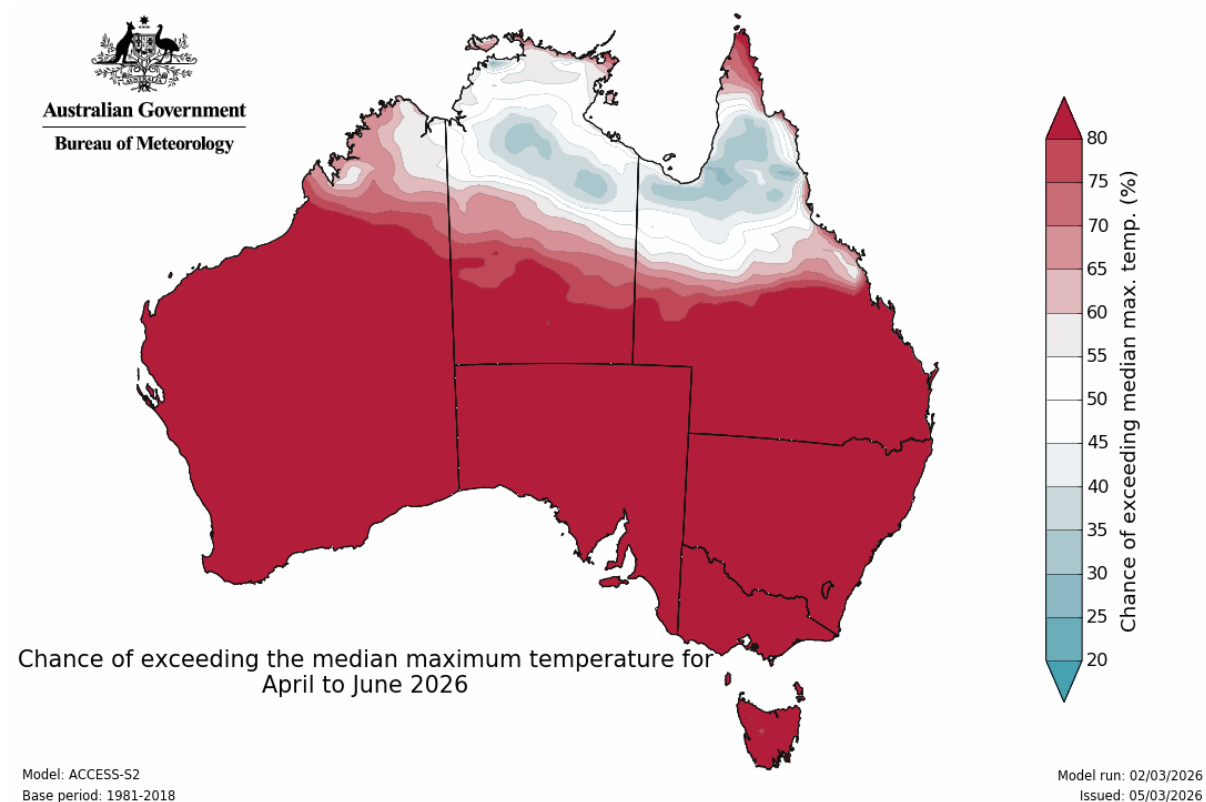 Australian Government
Bureau of Meteorology
80
75
70
65
60
55
50
45
40
35
30
25
20
Chance of exceeding median max. temp. (%)
Chance of exceeding the median maximum temperature for
April to June 2026
Model: ACCESS-S2
Base period: 1981-2018
Model run: 02/03/2026
Issued: 05/03/2026